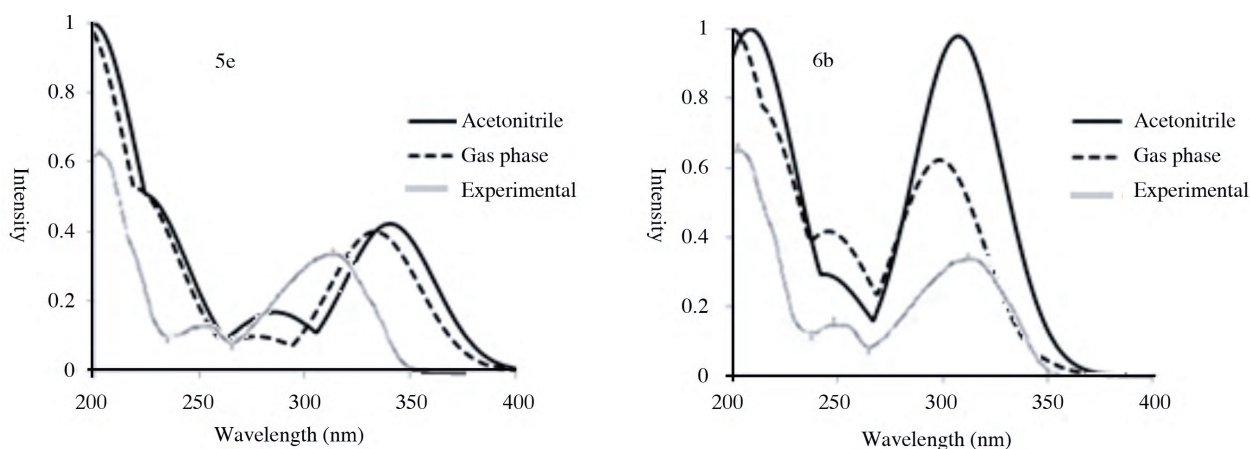 5e
1
0.8
0.6
0.4
0.2
0
Intensity
Acetonitrile
Gas phase
Experimental
200 250 300 350 400
Wavelength (nm)
6b
1
0.8
0.6
0.4
0.2
0
Intensity
Acetonitrile
Gas phase
Experimental
200 250 300 350 400
Wavelength (nm)